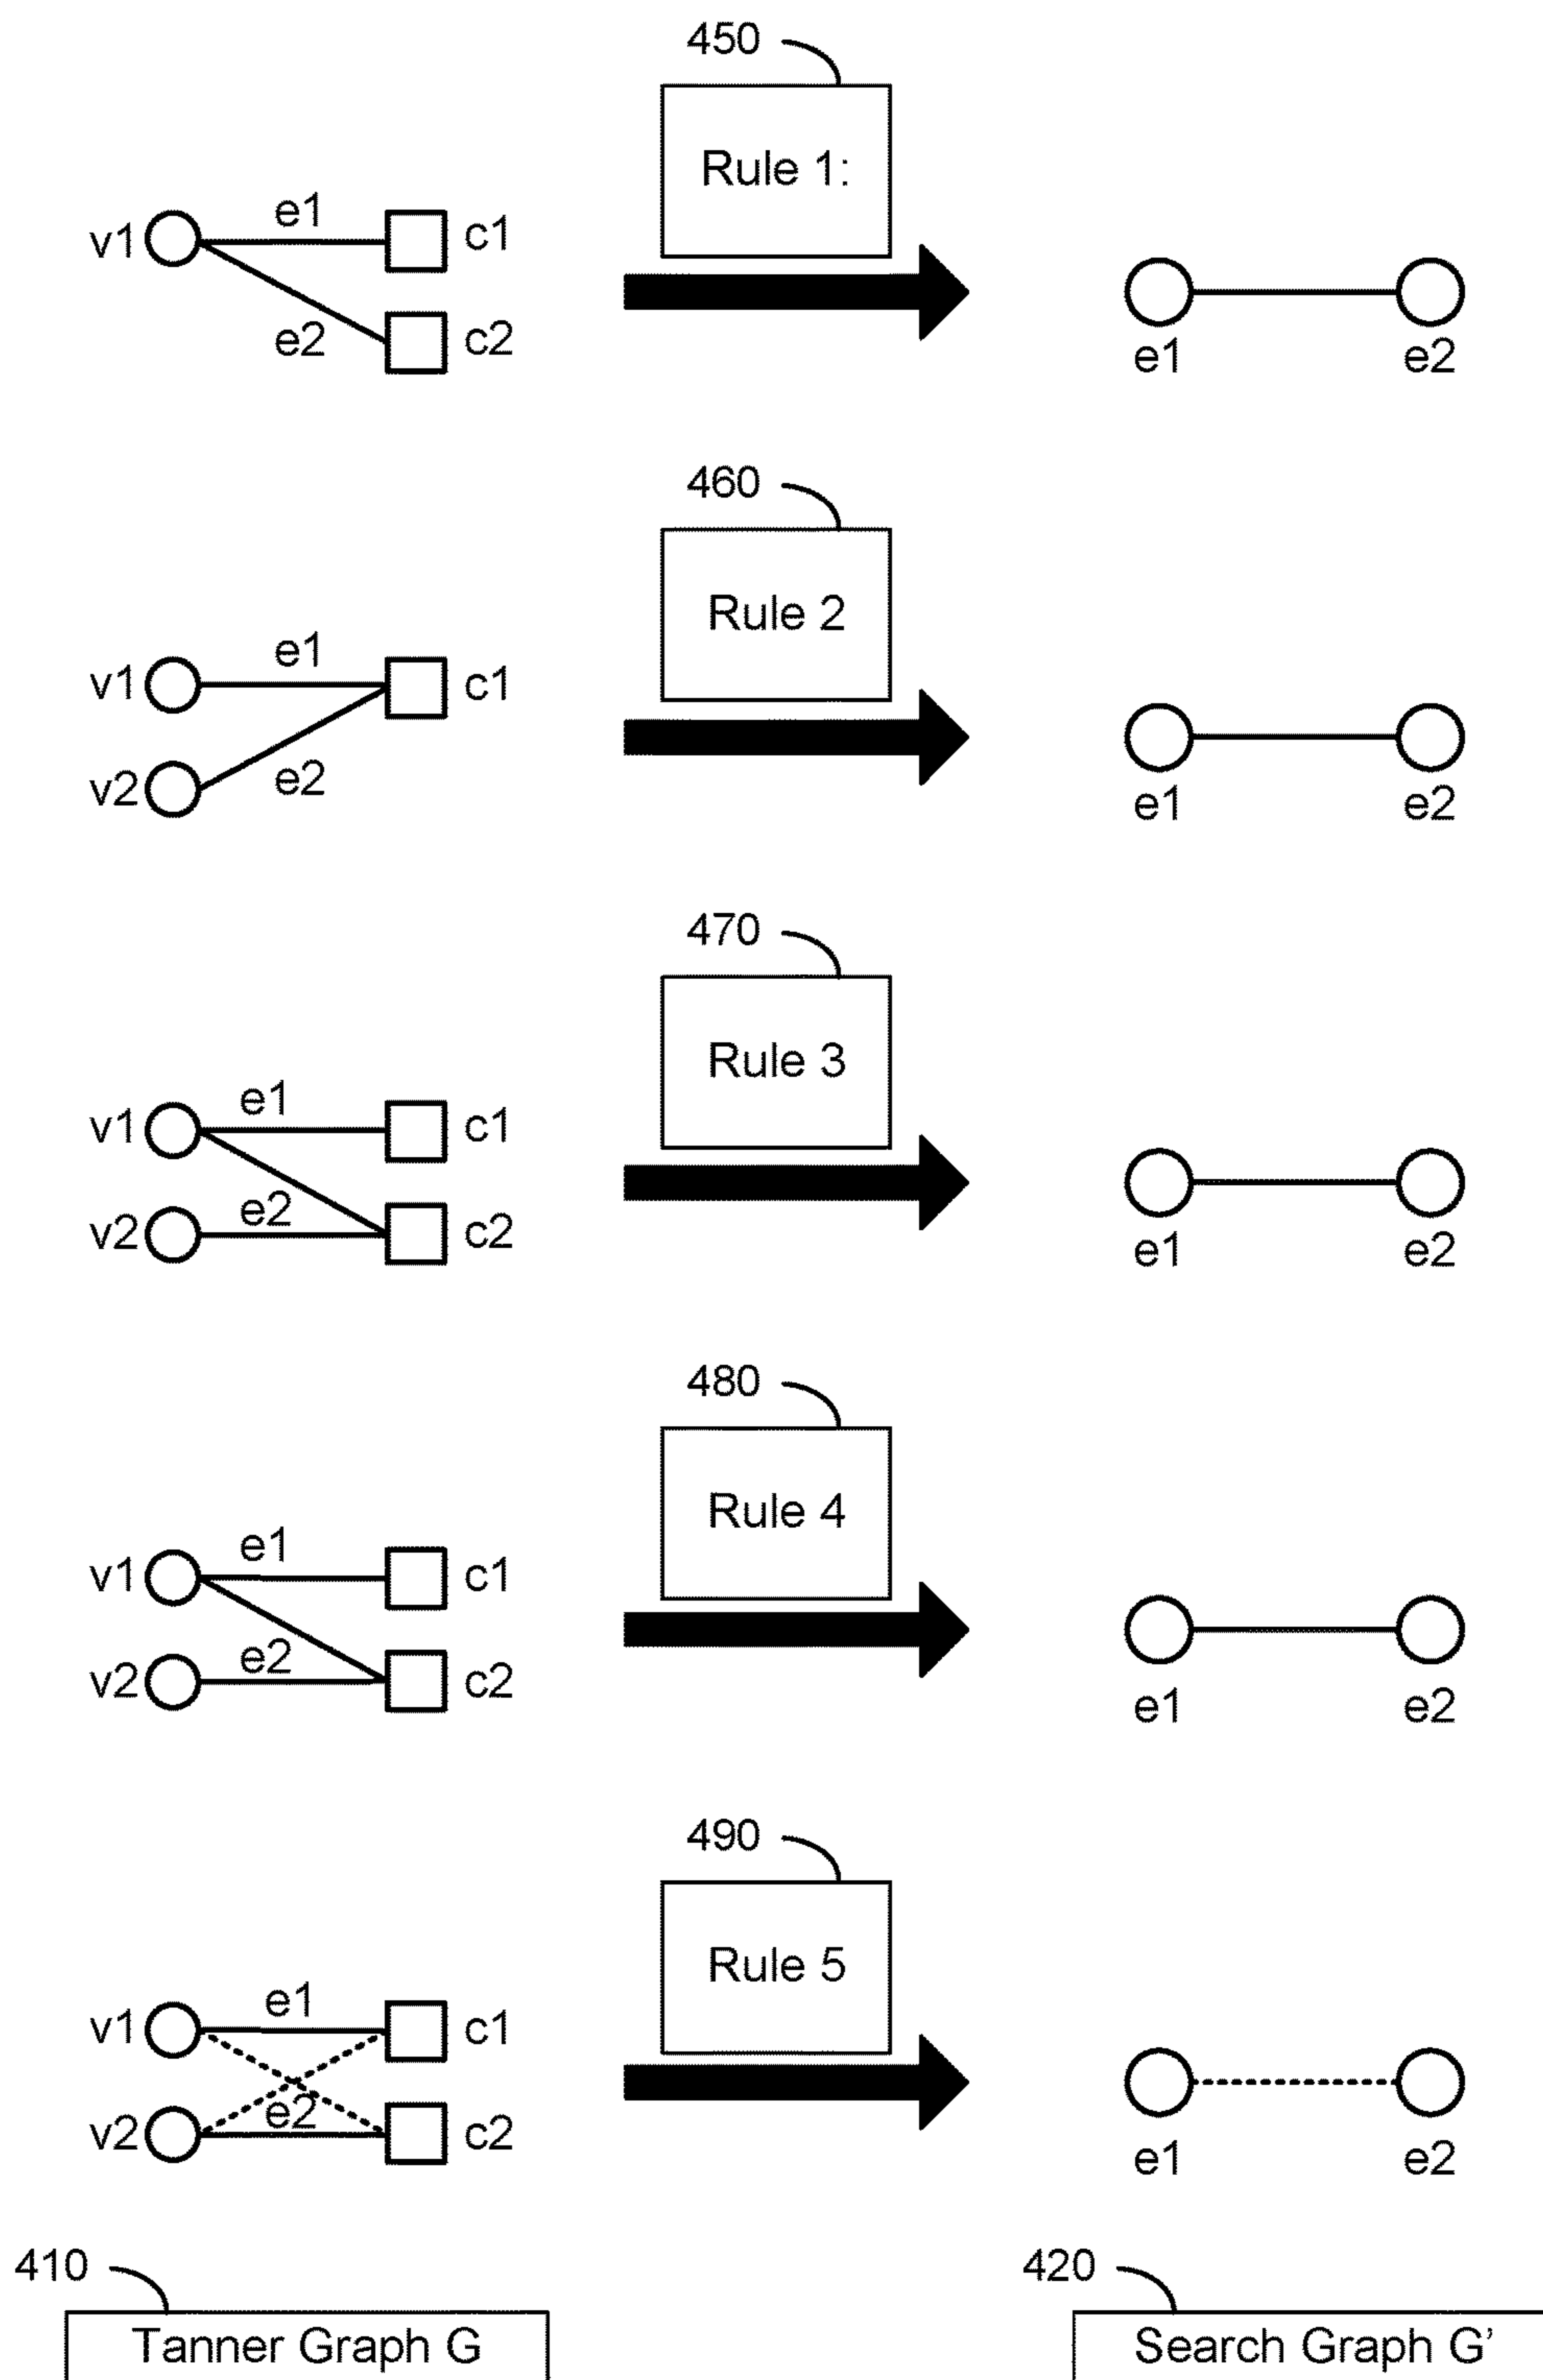 450
Rule 1:
v1 e1 c1
e2 c2
e1 e2
460
Rule 2
v1 e1 c1
v2 e2
e1 e2
470
Rule 3
v1 e1 c1
v2 e2 c2
e1 e2
480
Rule 4
v1 e1 c1
v2 e2 c2
e1 e2
490
Rule 5
v1 e1 c1
v2 e2 c2
e1 e2
410
420
Tanner Graph G
Search Graph G’